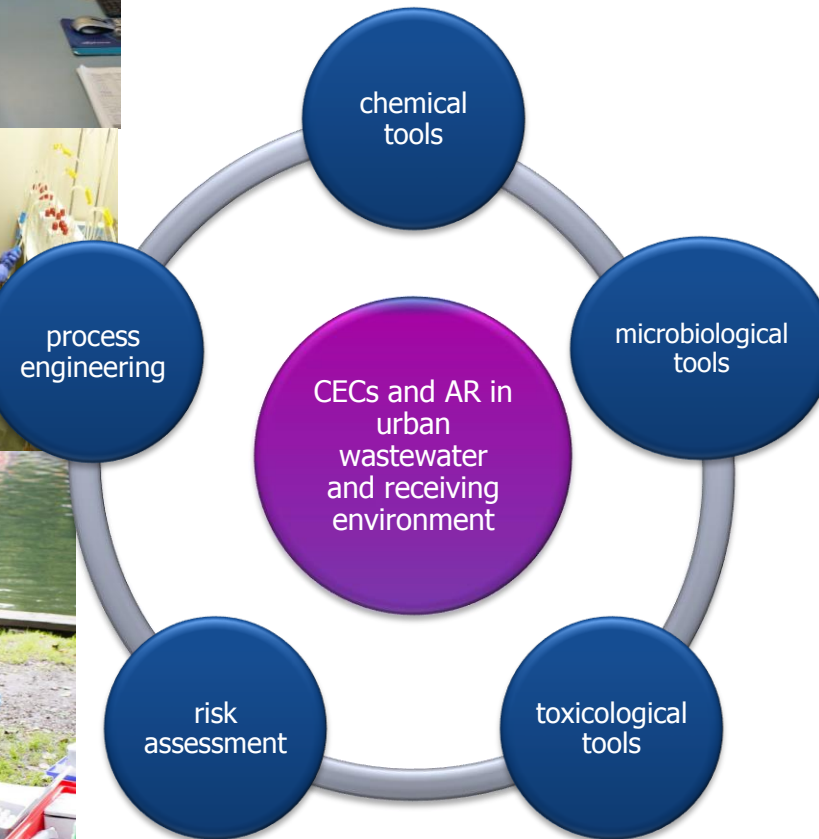 chemical
tools
microbiological
tools
process
engineering
CECs and AR in
urban
wastewater
and receiving
environment
risk
assessment
toxicological
tools